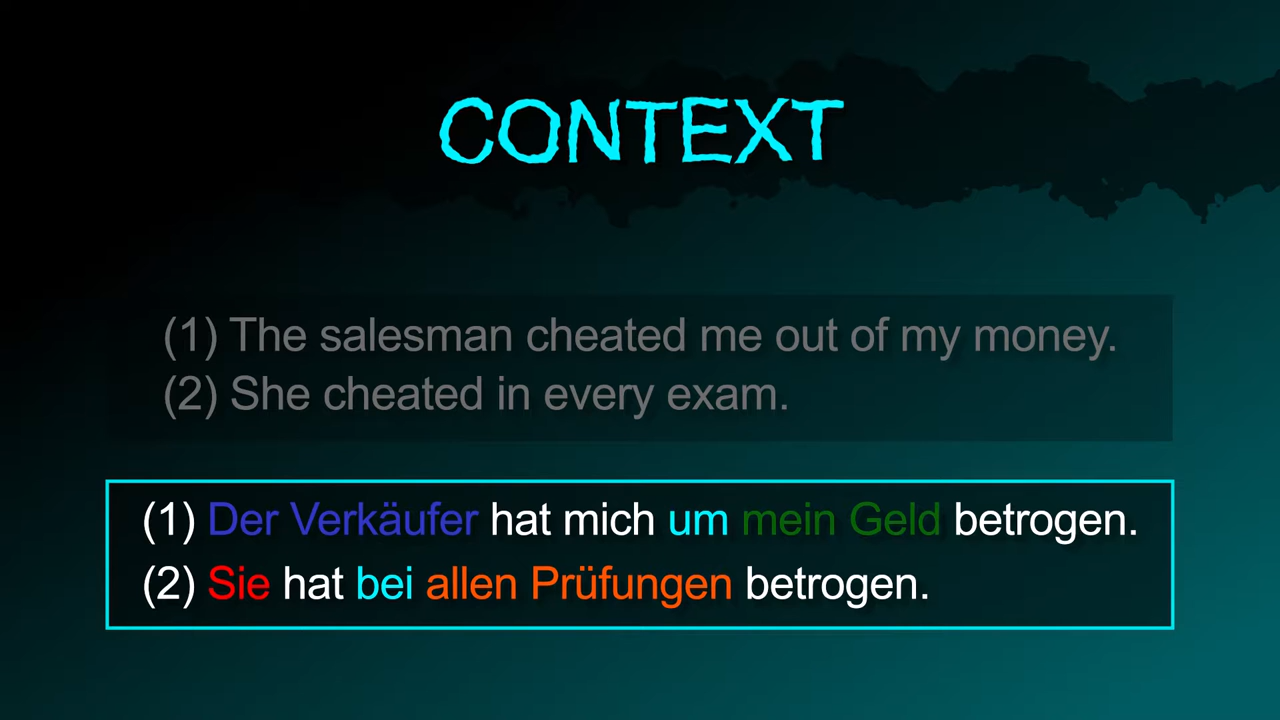 CONTEXT
(1) The salesman cheated me out of my money.
(2) She cheated in every exam.
(1) Der Verkäufer hat mich um mein Geld betrogen.
(2) Sie hat bei allen Prüfungen betrogen.